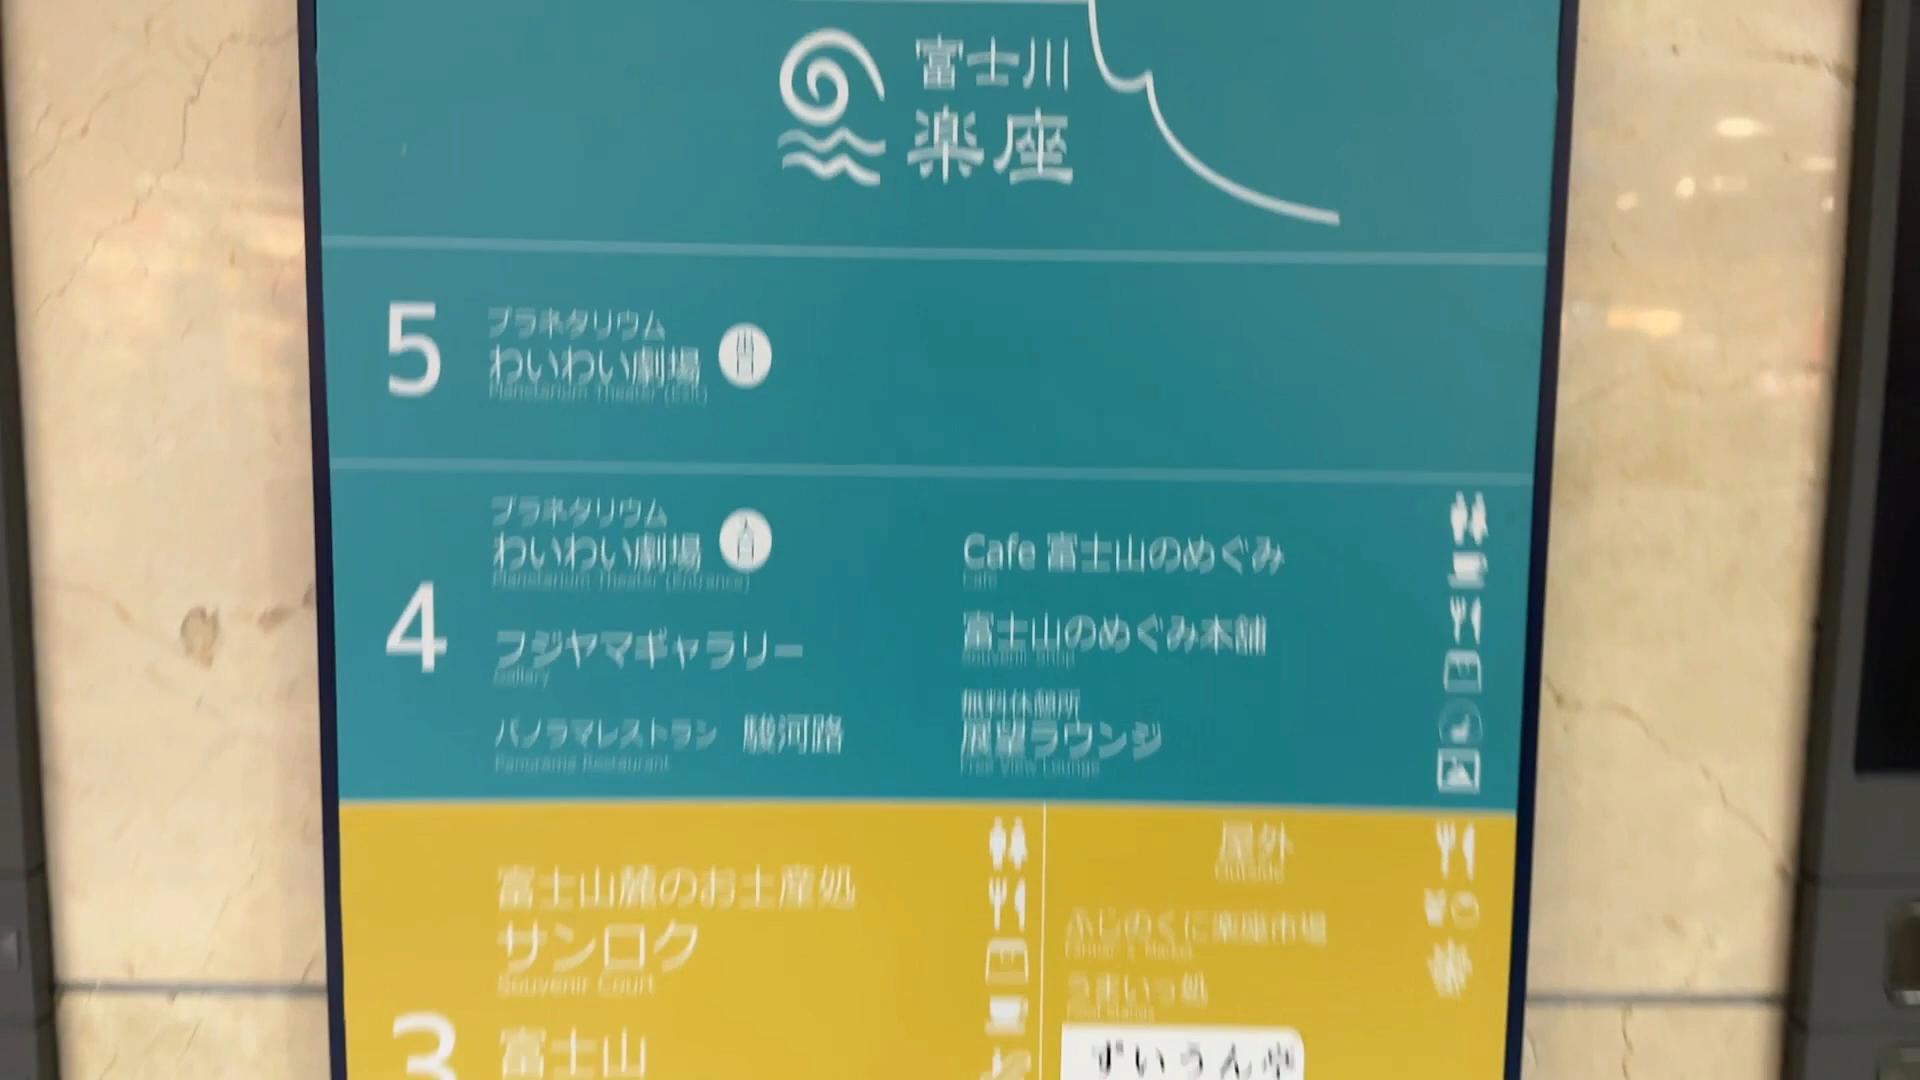 富士川
楽座
5
プラネタリウム
わいわい劇場 出口
Planetarium Theater (Exit)
4
プラネタリウム
わいわい劇場 入口
Planetarium Theater (Entrance)
フジヤマギャラリー
Gallery
パノラマレストラン 駿河路
Panorama Restaurant
Cafe 富士山のめぐみ
Cafe
富士山のめぐみ本舗
Souvenir Shop
無料休憩所
展望ラウンジ
Free View Lounge
3
富士山麓のお土産処
サンロク
Souvenir Court
富士山
屋外
Outside
ふじのくに楽座市場
Farmer's Market
うまいっ処
Food Stands
ずいうん亭